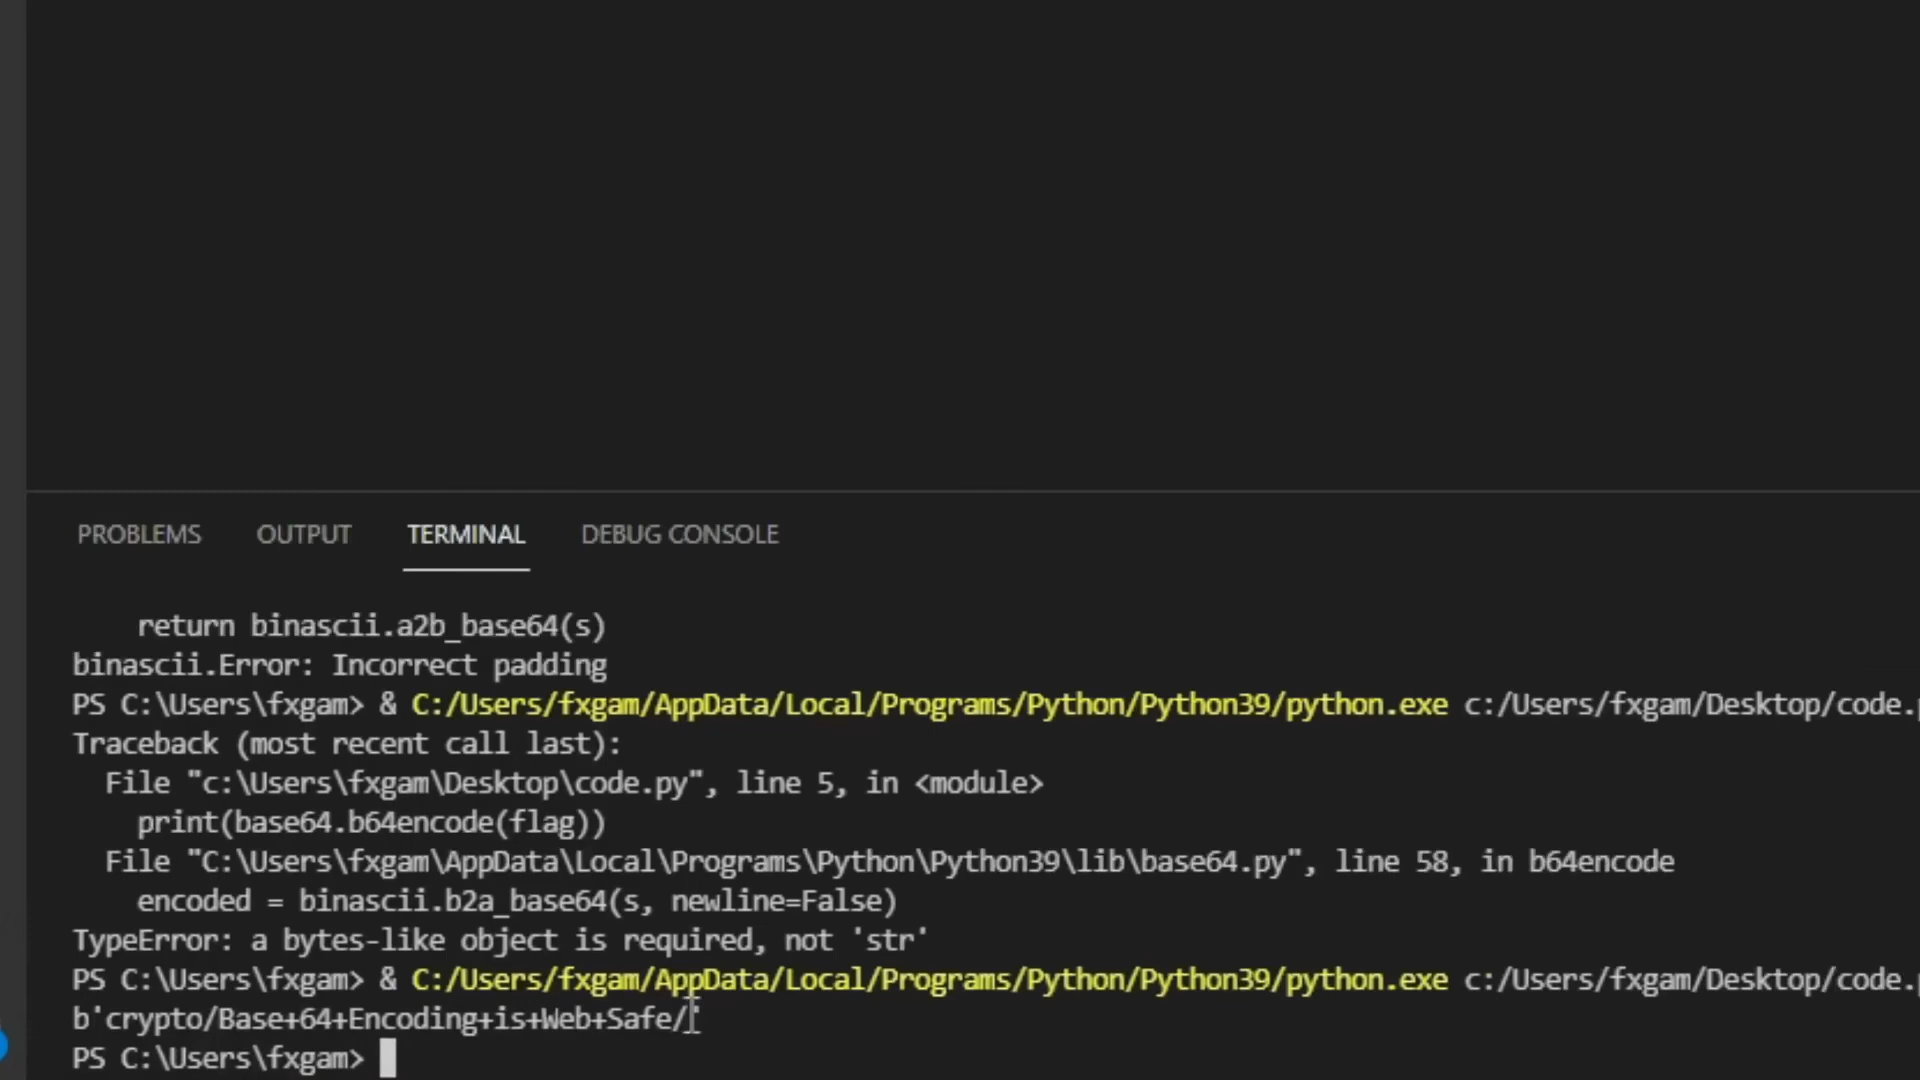 PROBLEMS OUTPUT TERMINAL DEBUG CONSOLE
return binascii.a2b_base64(s)
binascii.Error: Incorrect padding
PS C:\Users\fxgam> & C:/Users/fxgam/AppData/Local/Programs/Python/Python39/python.exe c:/Users/fxgam/Desktop/code.
Traceback (most recent call last):
File "c:\Users\fxgam\Desktop\code.py", line 5, in <module>
print(base64.b64encode(flag))
File "C:\Users\fxgam\AppData\Local\Programs\Python\Python39\lib\base64.py", line 58, in b64encode
encoded = binascii.b2a_base64(s, newline=False)
TypeError: a bytes-like object is required, not 'str'
PS C:\Users\fxgam> & C:/Users/fxgam/AppData/Local/Programs/Python/Python39/python.exe c:/Users/fxgam/Desktop/code.
b'crypto/Base+64+Encoding+is+Web+Safe/'
PS C:\Users\fxgam>